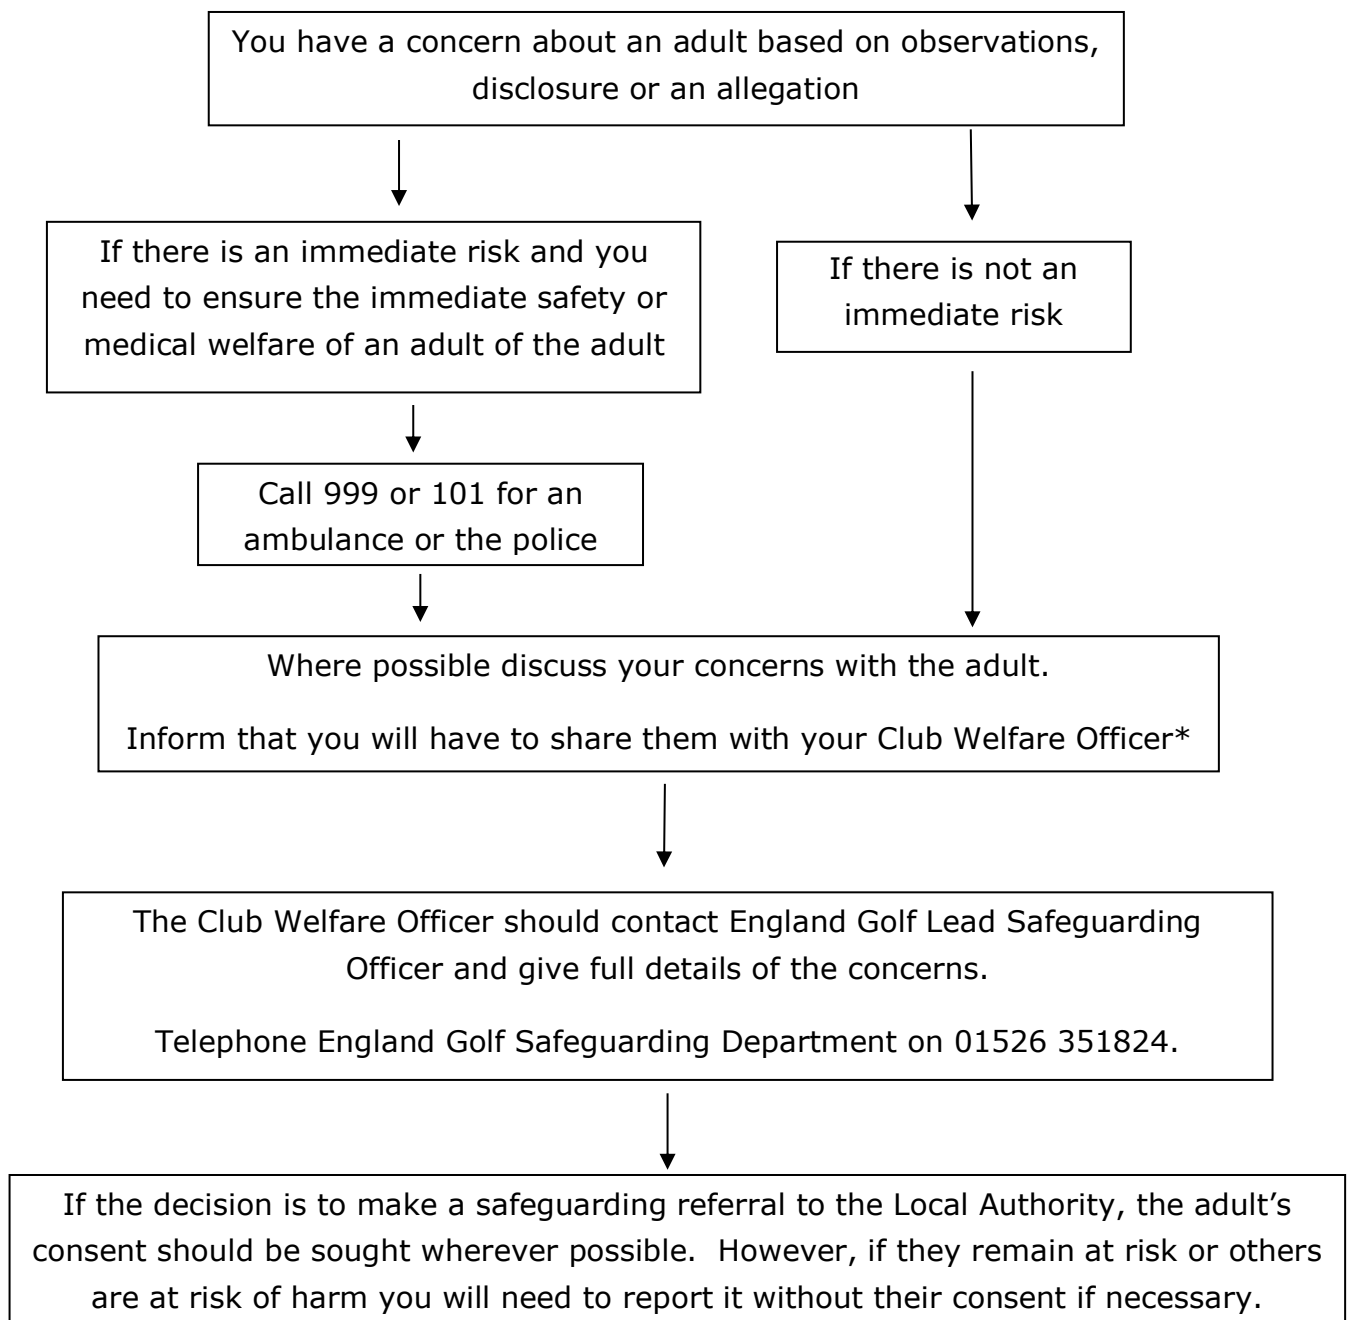 You have a concern about an adult based on observations,
disclosure or an allegation
If there is an immediate risk and you
need to ensure the immediate safety or
medical welfare of an adult of the adult
If there is not an
immediate risk
Call 999 or 101 for an
ambulance or the police
Where possible discuss your concerns with the adult.
Inform that you will have to share them with your Club Welfare Officer*
The Club Welfare Officer should contact England Golf Lead Safeguarding
Officer and give full details of the concerns.
Telephone England Golf Safeguarding Department on 01526 351824.
If the decision is to make a safeguarding referral to the Local Authority, the adult’s
consent should be sought wherever possible.  However, if they remain at risk or others
are at risk of harm you will need to report it without their consent if necessary.